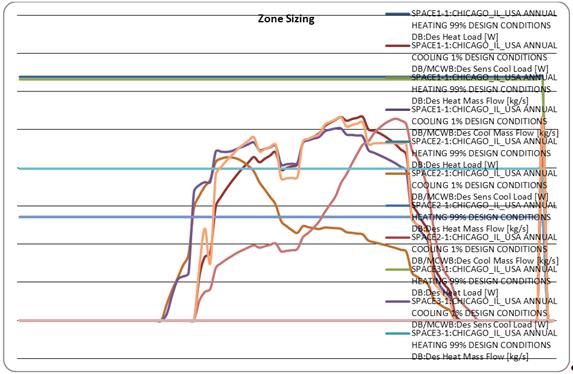 Zone Sizing
SPACE1-1:CHICAGO_IL_USA ANNUAL
HEATING 99% DESIGN CONDITIONS
DB:Des Heat Load [W]
SPACE1-1:CHICAGO_IL_USA ANNUAL
COOLING 1% DESIGN CONDITIONS
DB/MCWB:Des Sens Cool Load [W]
SPACE1-1:CHICAGO_IL_USA ANNUAL
HEATING 99% DESIGN CONDITIONS
DB:Des Heat Mass Flow [kg/s]
SPACE1-1:CHICAGO_IL_USA ANNUAL
COOLING 1% DESIGN CONDITIONS
DB/MCWB:Des Cool Mass Flow [kg/s]
SPACE2-1:CHICAGO_IL_USA ANNUAL
HEATING 99% DESIGN CONDITIONS
DB:Des Heat Load [W]
SPACE2-1:CHICAGO_IL_USA ANNUAL
COOLING 1% DESIGN CONDITIONS
DB/MCWB:Des Sens Cool Load [W]
SPACE2-1:CHICAGO_IL_USA ANNUAL
HEATING 99% DESIGN CONDITIONS
DB:Des Heat Mass Flow [kg/s]
SPACE2-1:CHICAGO_IL_USA ANNUAL
COOLING 1% DESIGN CONDITIONS
DB/MCWB:Des Cool Mass Flow [kg/s]
SPACE3-1:CHICAGO_IL_USA ANNUAL
HEATING 99% DESIGN CONDITIONS
DB:Des Heat Load [W]
SPACE3-1:CHICAGO_IL_USA ANNUAL
COOLING 1% DESIGN CONDITIONS
DB/MCWB:Des Sens Cool Load [W]
SPACE3-1:CHICAGO_IL_USA ANNUAL
HEATING 99% DESIGN CONDITIONS
DB:Des Heat Mass Flow [kg/s]